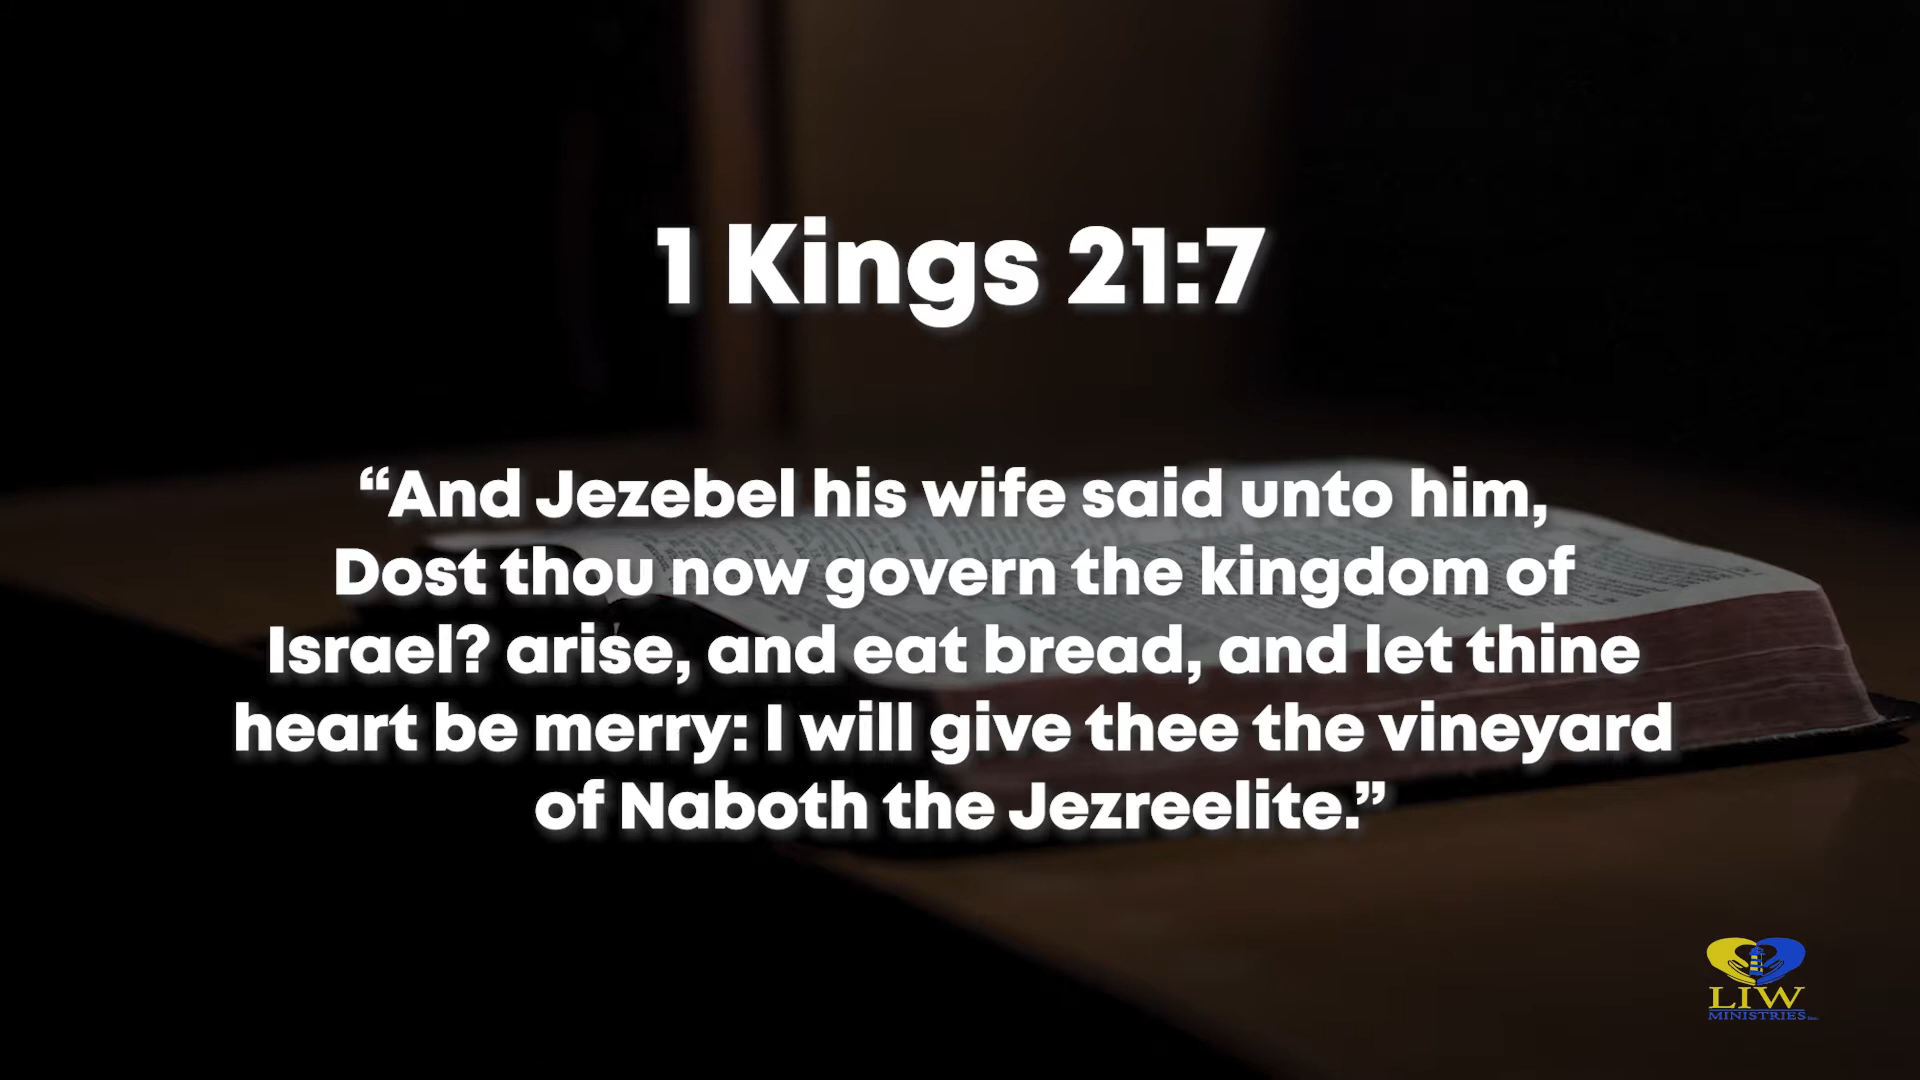 1 Kings 21:7
“And Jezebel his wife said unto him,
Dost thou now govern the kingdom of
Israel? arise, and eat bread, and let thine
heart be merry: I will give thee the vineyard
of Naboth the Jezreelite.”
LIW
MINISTRIES